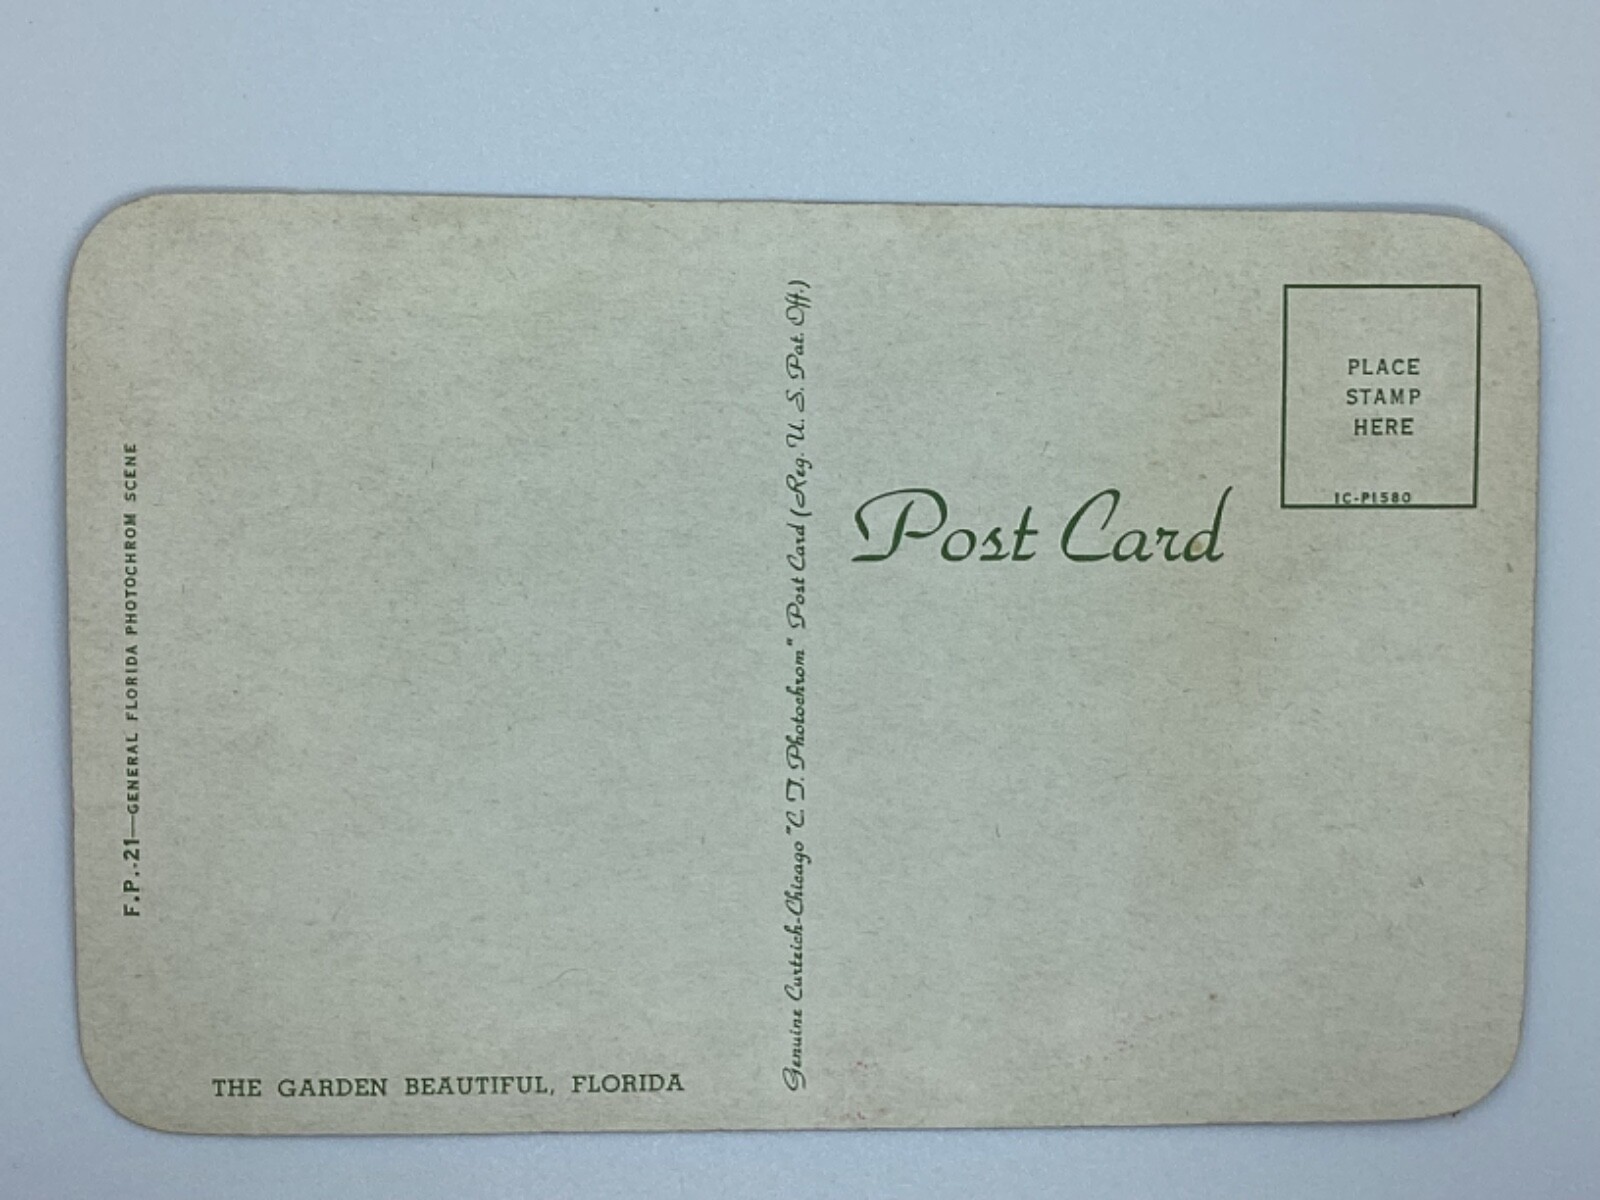 F.P.-21—GENERAL FLORIDA PHOTOCHROM SCENE
THE GARDEN BEAUTIFUL, FLORIDA
Genuine Curteich-Chicago "C. T. Photochrom" Post Card (Reg. U. S. Pat. Off.)
Post Card
PLACE
STAMP
HERE
1C-P1580